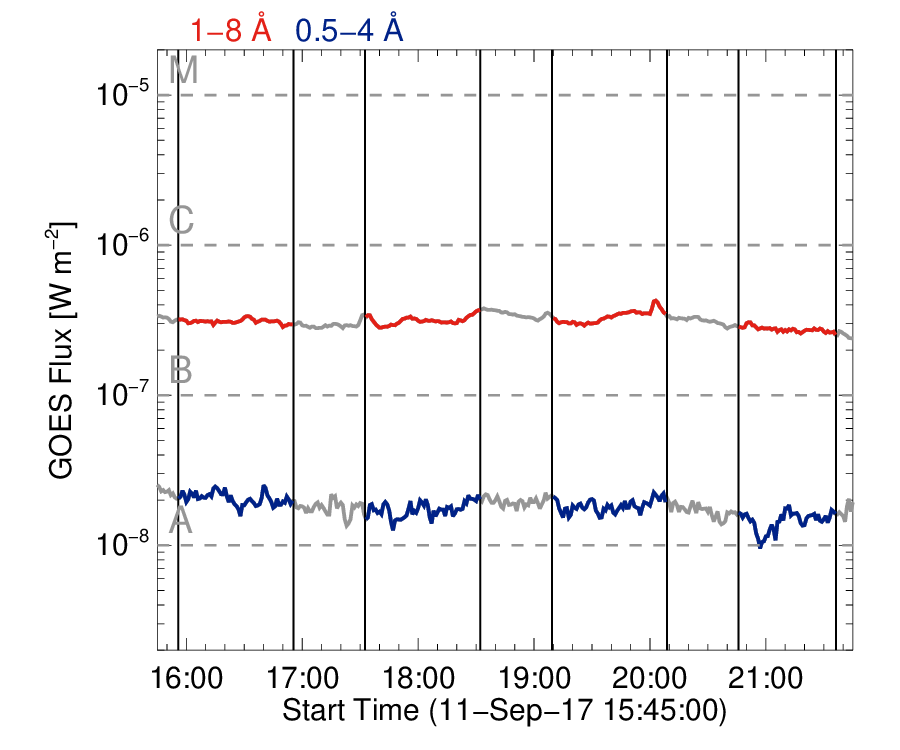 1–8 Å 0.5–4 Å
M
10⁻⁵
C
10⁻⁶
B
10⁻⁷
A
10⁻⁸
GOES Flux [W m⁻²]
16:00 17:00 18:00 19:00 20:00 21:00
Start Time (11–Sep–17 15:45:00)